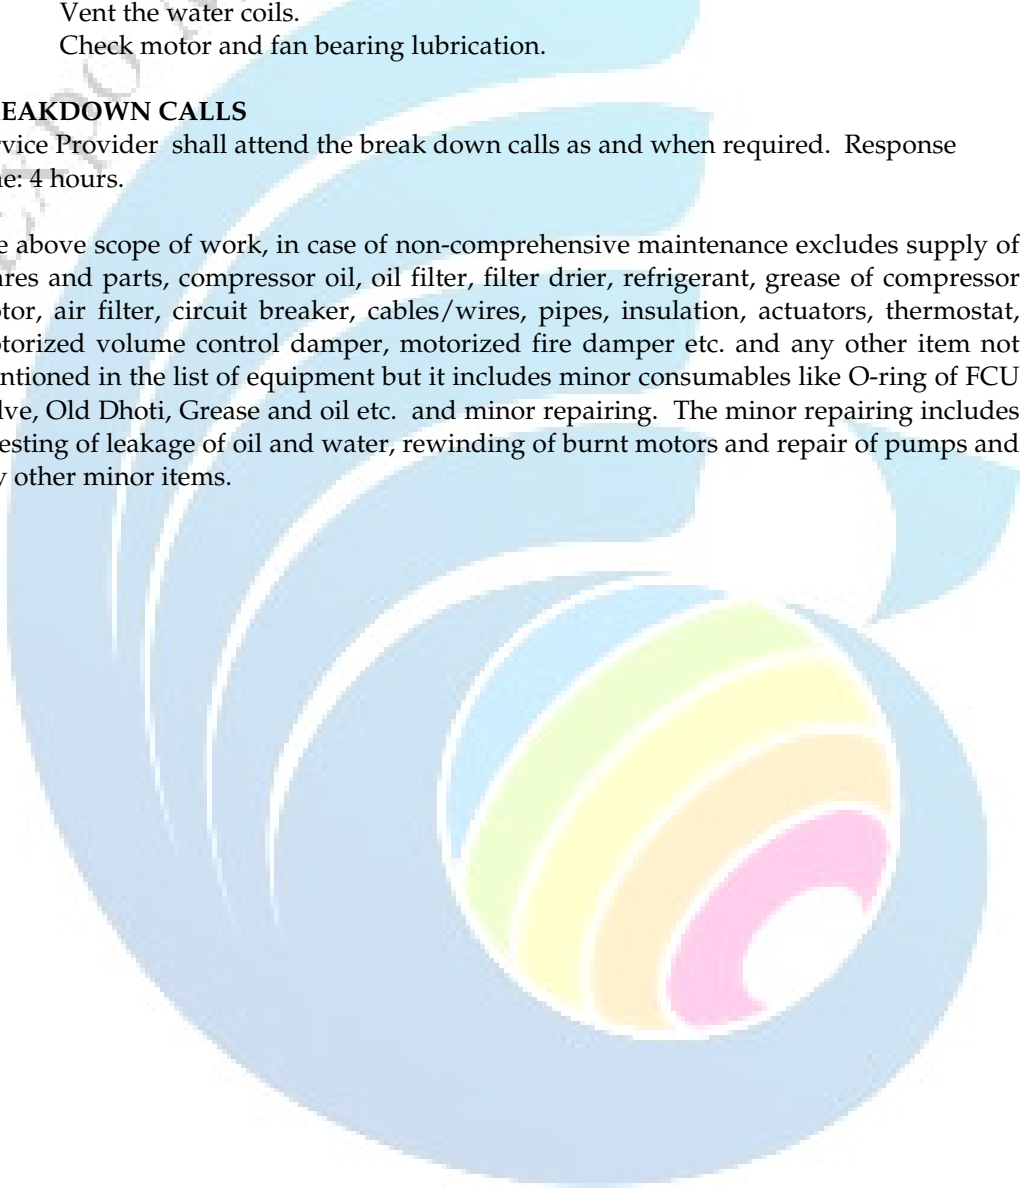 Vent the water coils.
Check motor and fan bearing lubrication.
EAKDOWN CALLS
vice Provider shall attend the break down calls as and when required. Response
e: 4 hours.
e above scope of work, in case of non-comprehensive maintenance excludes supply of
res and parts, compressor oil, oil filter, filter drier, refrigerant, grease of compressor
tor, air filter, circuit breaker, cables/wires, pipes, insulation, actuators, thermostat,
torized volume control damper, motorized fire damper etc. and any other item not
ntioned in the list of equipment but it includes minor consumables like O-ring of FCU
lve, Old Dhoti, Grease and oil etc. and minor repairing. The minor repairing includes
esting of leakage of oil and water, rewinding of burnt motors and repair of pumps and
y other minor items.
EXPO